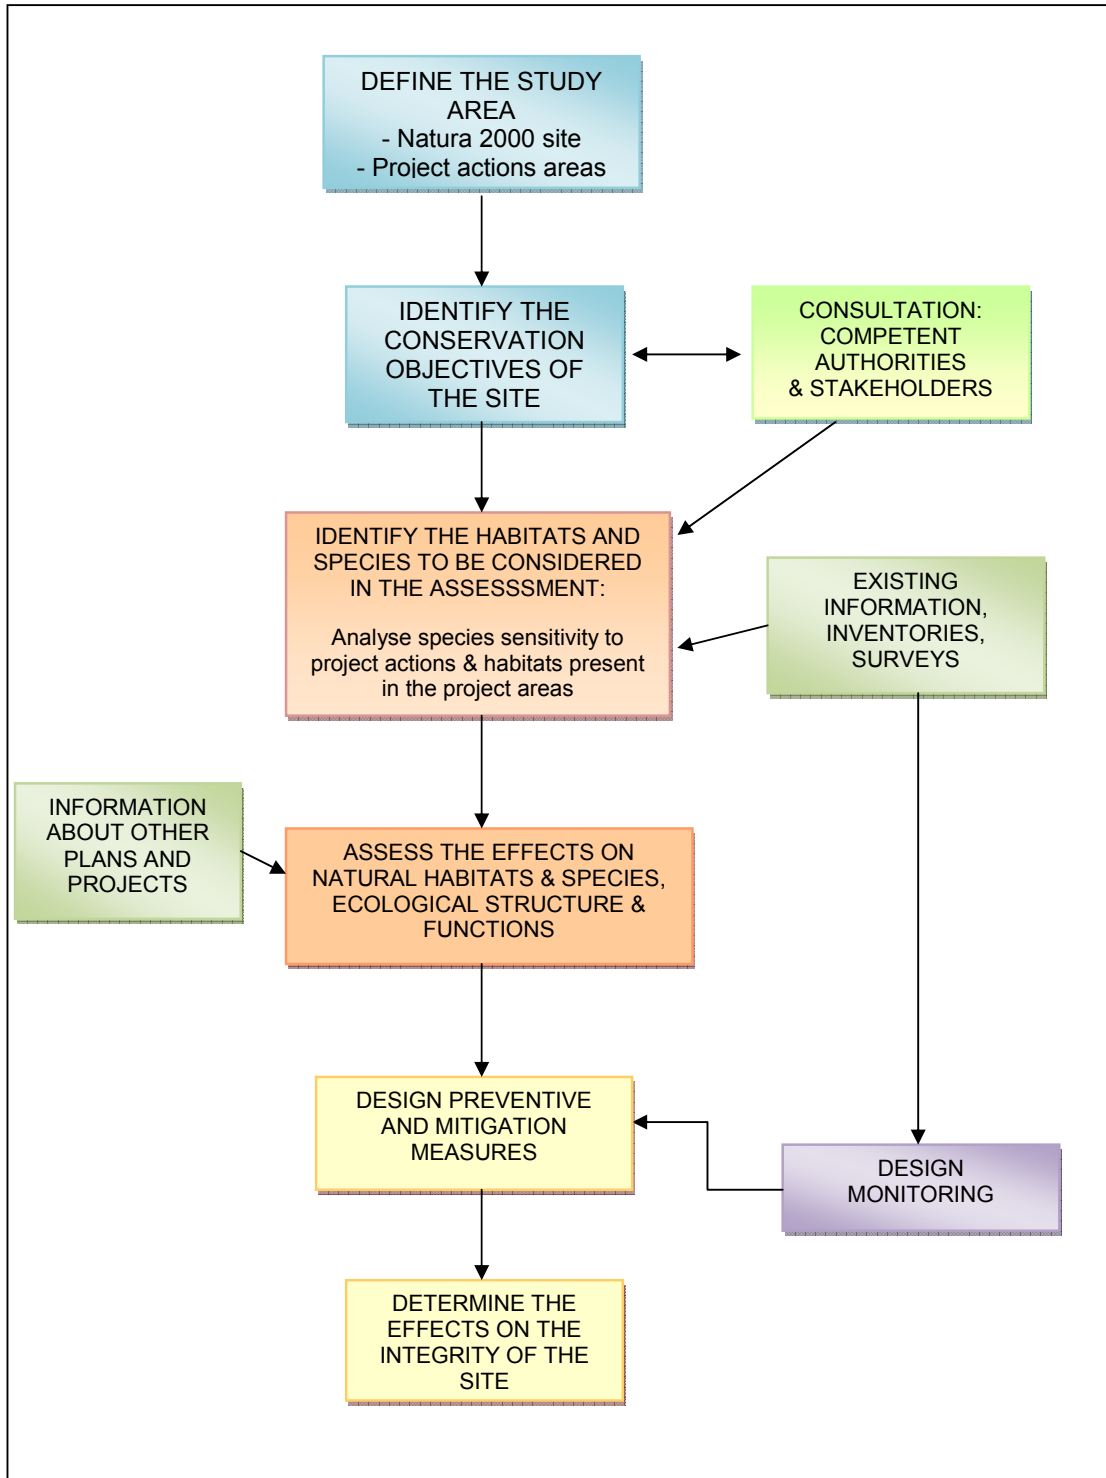 DEFINE THE STUDY
AREA
- Natura 2000 site
- Project actions areas
IDENTIFY THE
CONSERVATION
OBJECTIVES OF
THE SITE
CONSULTATION:
COMPETENT
AUTHORITIES
& STAKEHOLDERS
IDENTIFY THE HABITATS AND
SPECIES TO BE CONSIDERED
IN THE ASSESSSMENT:
Analyse species sensitivity to
project actions & habitats present
in the project areas
EXISTING
INFORMATION,
INVENTORIES,
SURVEYS
INFORMATION
ABOUT OTHER
PLANS AND
PROJECTS
ASSESS THE EFFECTS ON
NATURAL HABITATS & SPECIES,
ECOLOGICAL STRUCTURE &
FUNCTIONS
DESIGN PREVENTIVE
AND MITIGATION
MEASURES
DESIGN
MONITORING
DETERMINE THE
EFFECTS ON THE
INTEGRITY OF THE
SITE